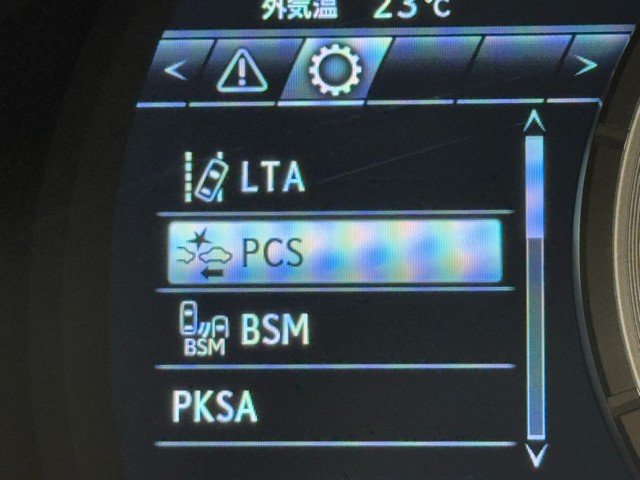 外気温 23℃
LTA
PCS
BSM BSM
PKSA